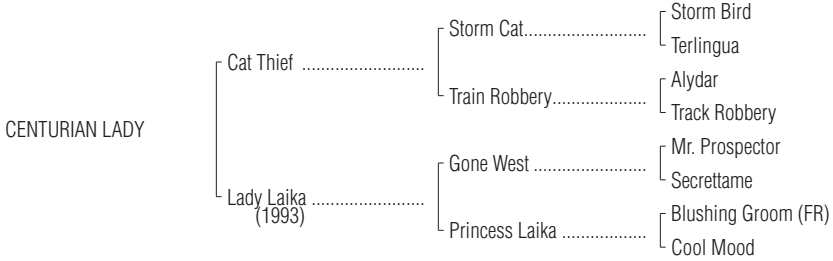 Storm Bird
Storm Cat..........................
Terlingua
Cat Thief ..........................
Alydar
Train Robbery....................
Track Robbery
CENTURIAN LADY
Mr. Prospector
Gone West ........................
Secrettame
Lady Laika ........................
(1993)
Blushing Groom (FR)
Princess Laika ..................
Cool Mood